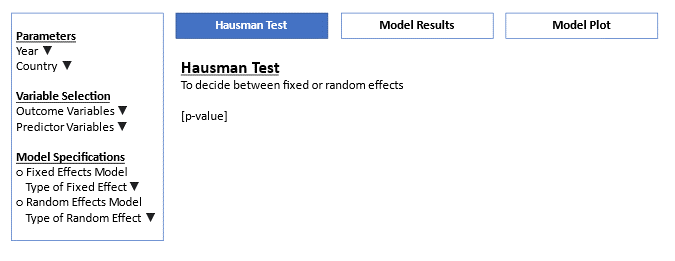 Parameters
Year ▼
Country ▼
Variable Selection
Outcome Variables ▼
Predictor Variables ▼
Model Specifications
o Fixed Effects Model
Type of Fixed Effect ▼
o Random Effects Model
Type of Random Effect ▼
Hausman Test
Model Results
Model Plot
Hausman Test
To decide between fixed or random effects
[p-value]